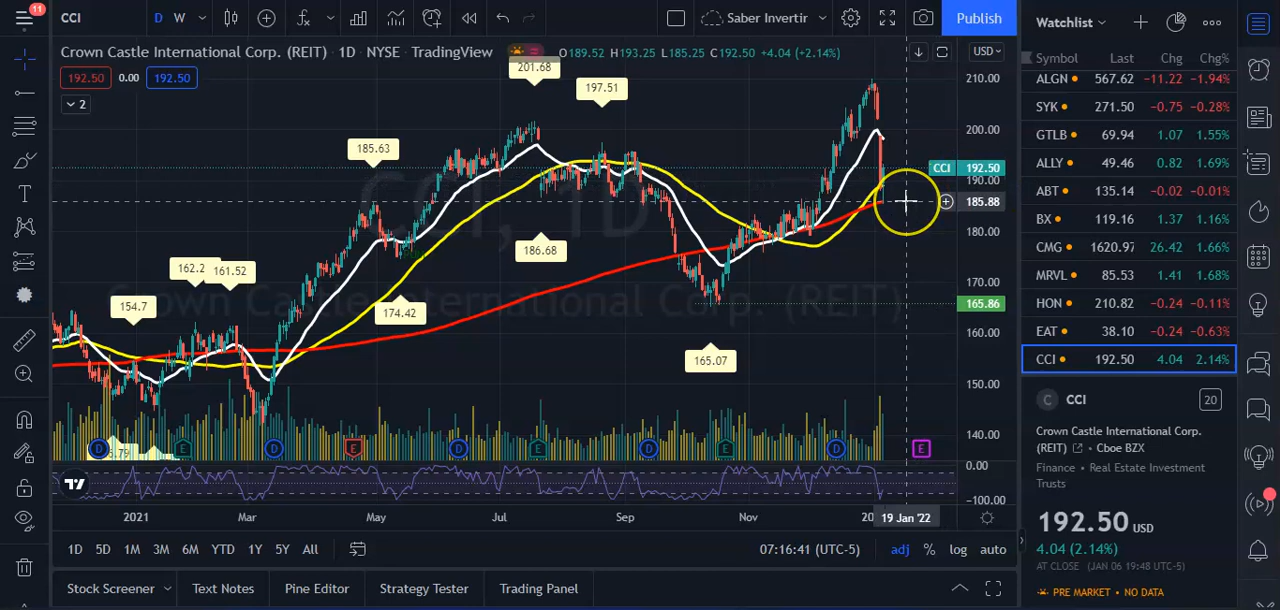 11
CCI
D W
Saber Invertir
Publish
Crown Castle International Corp. (REIT) · 1D · NYSE · TradingView
O189.52 H193.25 L185.25 C192.50 +4.04 (+2.14%)
USD
192.50 0.00 192.50
2
201.68
197.51
185.63
186.68
162.2
161.52
154.7
174.42
165.07
CCI, 1D
Crown Castle International Corp. (REIT)
210.00
200.00
CCI 192.50
190.00
185.88
180.00
170.00
165.86
160.00
150.00
140.00
D E D E D E D E D E
0.00
-100.00
2021 Mar May Jul Sep Nov 20
19 Jan '22
1D 5D 1M 3M 6M YTD 1Y 5Y All
07:16:41 (UTC-5)
adj % log auto
Stock Screener
Text Notes
Pine Editor
Strategy Tester
Trading Panel
Watchlist
Symbol Last Chg Chg%
ALGN 567.62 -11.22 -1.94%
SYK 271.50 -0.75 -0.28%
GTLB 69.94 1.07 1.55%
ALLY 49.46 0.82 1.69%
ABT 135.14 -0.02 -0.01%
BX 119.16 1.37 1.16%
CMG 1620.97 26.42 1.66%
MRVL 85.53 1.41 1.68%
HON 210.82 -0.24 -0.11%
EAT 38.10 -0.24 -0.63%
CCI 192.50 4.04 2.14%
C CCI 20
Crown Castle International Corp.
(REIT) • Cboe BZX
Finance • Real Estate Investment
Trusts
192.50 USD
4.04 (2.14%)
AT CLOSE (JAN 06 19:48 UTC-5)
PRE MARKET • NO DATA